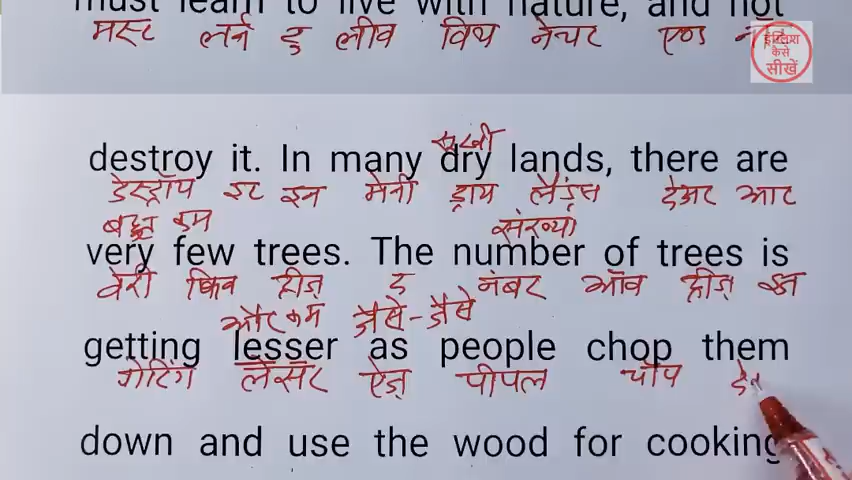 must learn to live with nature, and not
मस्ट लर्न टु लीव विथ नेचर एण्ड
इंग्लिश
कैसे
सीखें
सूखी
destroy it. In many dry lands, there are
डेस्ट्रॉय इट इन मेनी ड्राय लैंड्स देअर आर
बहुत कम संख्या
very few trees. The number of trees is
वेरी फिव ट्रीज़ द नंबर ऑव ट्रीज़ इज
और कम जैसे-जैसे
getting lesser as people chop them
गेटिंग लेसर ऐज़ पीपल चॉप
down and use the wood for cooking